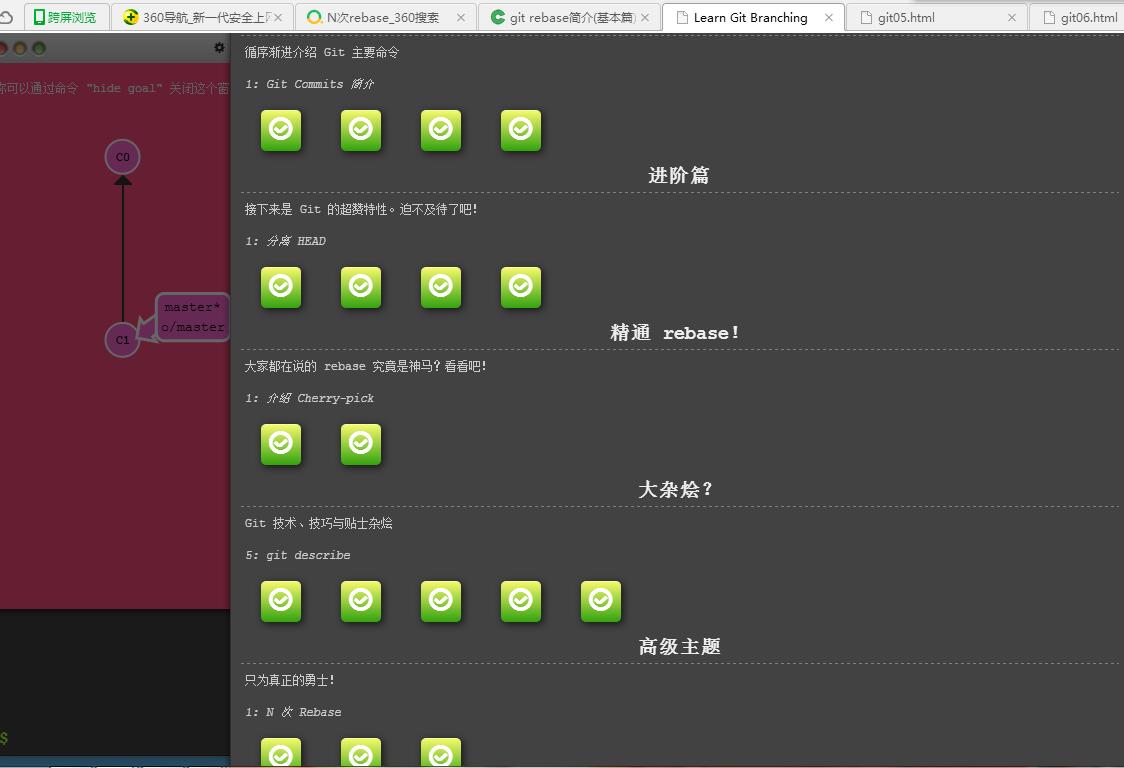 跨屏浏览
360导航_新一代安全上网
N次rebase_360搜索
git rebase简介(基本篇)
Learn Git Branching
git05.html
git06.html
你可以通过命令 "hide goal" 关闭这个窗
C0
master*
o/master
C1
$
循序渐进介绍 Git 主要命令
1: Git Commits 简介
进阶篇
接下来是 Git 的超赞特性。迫不及待了吧！
1: 分离 HEAD
精通 rebase！
大家都在说的 rebase 究竟是神马？看看吧！
1: 介绍 Cherry-pick
大杂烩？
Git 技术、技巧与贴士杂烩
5: git describe
高级主题
只为真正的勇士！
1: N 次 Rebase